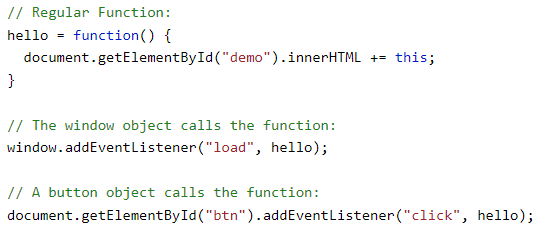 // Regular Function:
hello = function() {
  document.getElementById("demo").innerHTML += this;
}
// The window object calls the function:
window.addEventListener("load", hello);
// A button object calls the function:
document.getElementById("btn").addEventListener("click", hello);